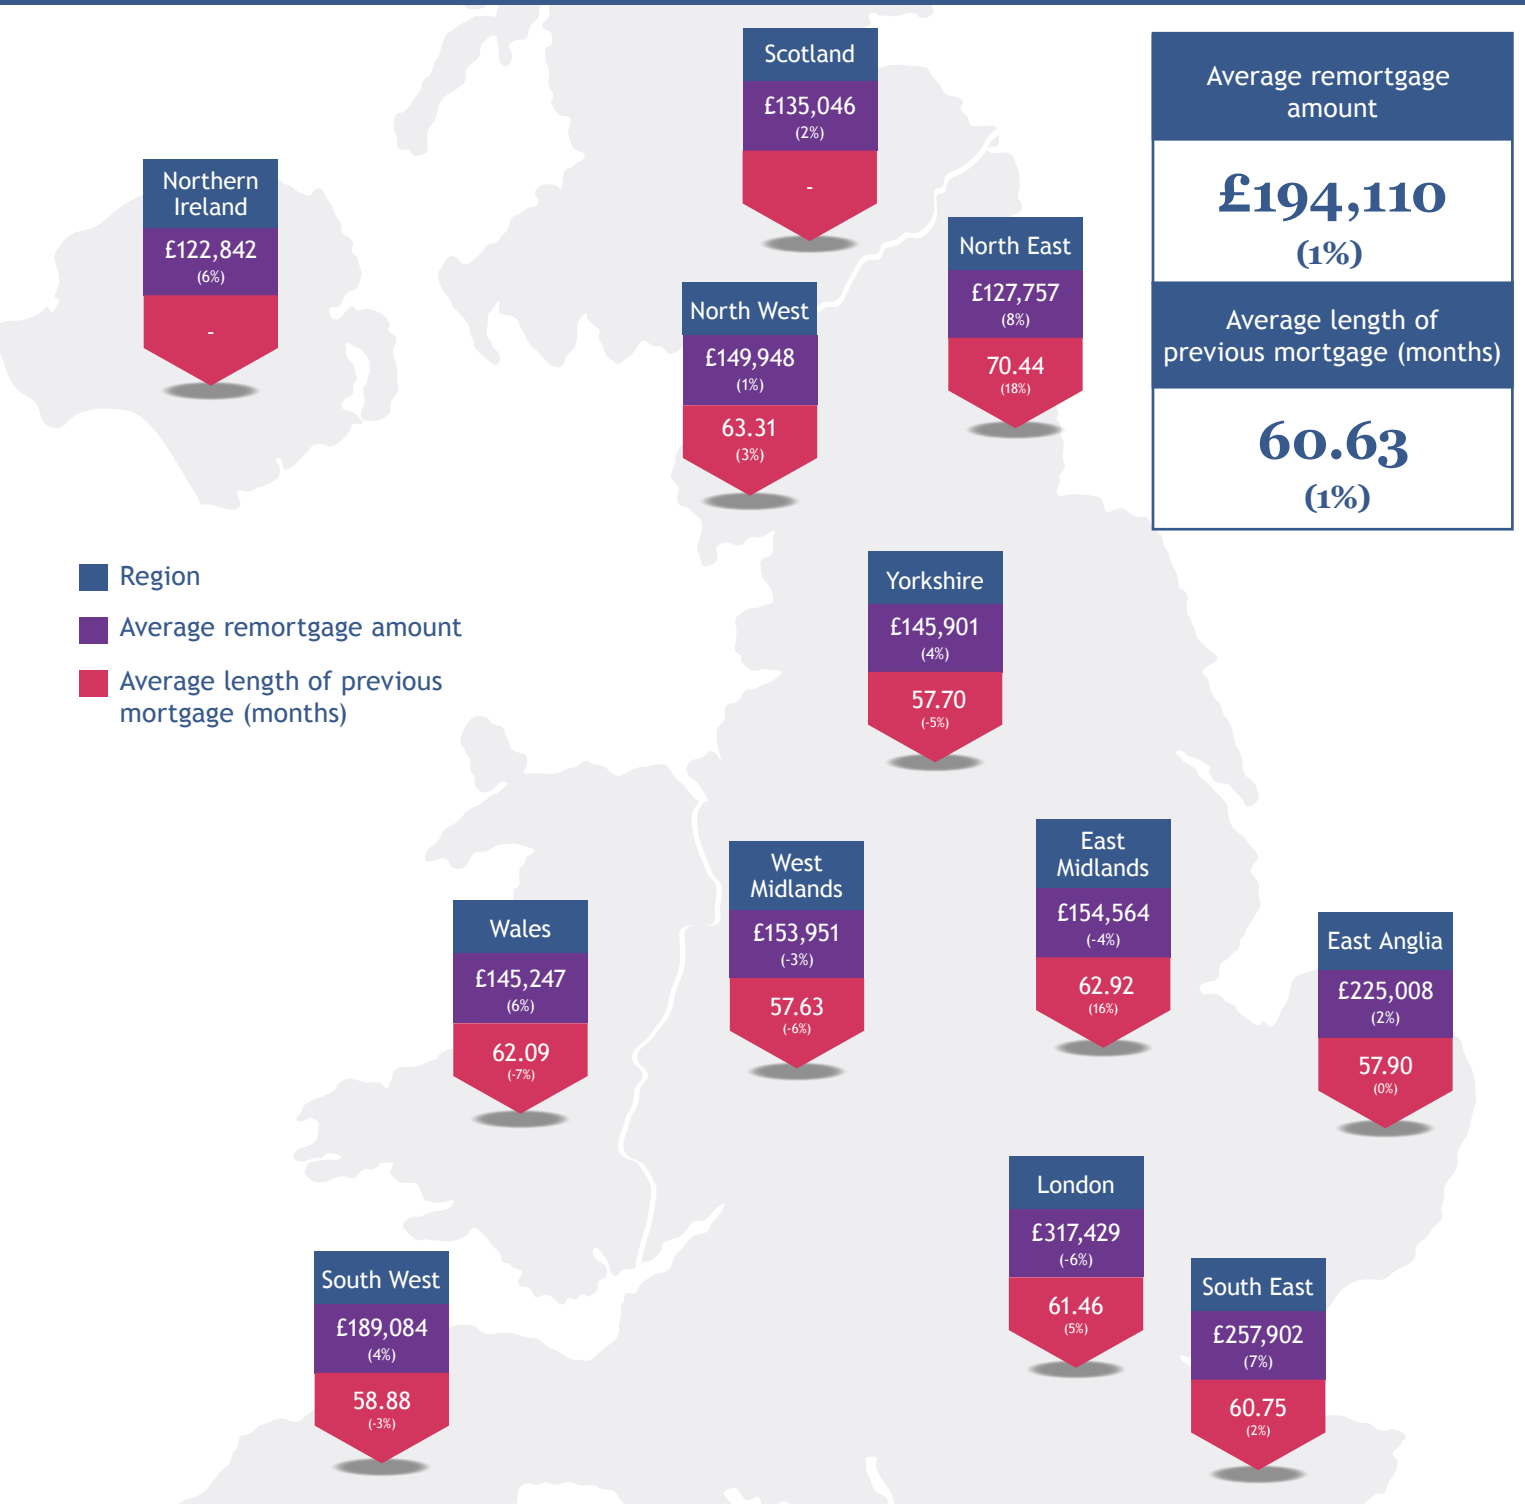 Scotland
£135,046
(2%)
-
Average remortgage
amount
£194,110
(1%)
Average length of
previous mortgage (months)
60.63
(1%)
Northern
Ireland
£122,842
(6%)
-
North East
£127,757
(8%)
70.44
(18%)
North West
£149,948
(1%)
63.31
(3%)
Region
Average remortgage amount
Average length of previous
mortgage (months)
Yorkshire
£145,901
(4%)
57.70
(-5%)
West
Midlands
£153,951
(-3%)
57.63
(-6%)
East
Midlands
£154,564
(-4%)
62.92
(16%)
Wales
£145,247
(6%)
62.09
(-7%)
East Anglia
£225,008
(2%)
57.90
(0%)
London
£317,429
(-6%)
61.46
(5%)
South West
£189,084
(4%)
58.88
(-3%)
South East
£257,902
(7%)
60.75
(2%)